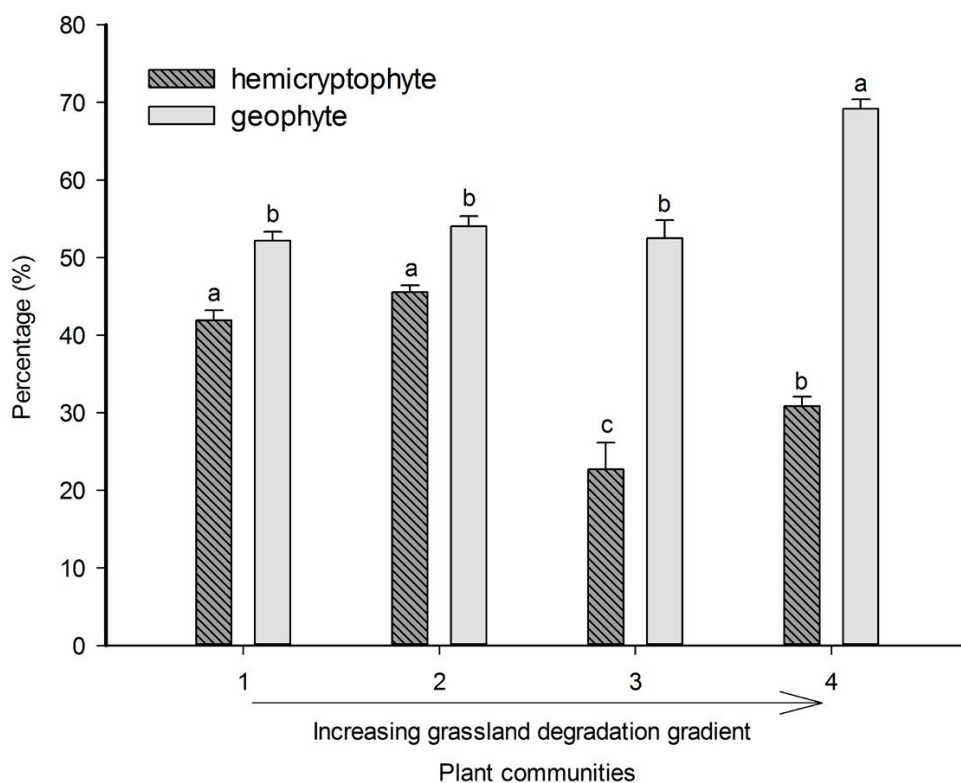 80
70
60
50
40
30
20
10
0
Percentage (%)
hemicryptophyte
geophyte
a
b
a
b
c
b
b
a
1 2 3 4
Increasing grassland degradation gradient
Plant communities